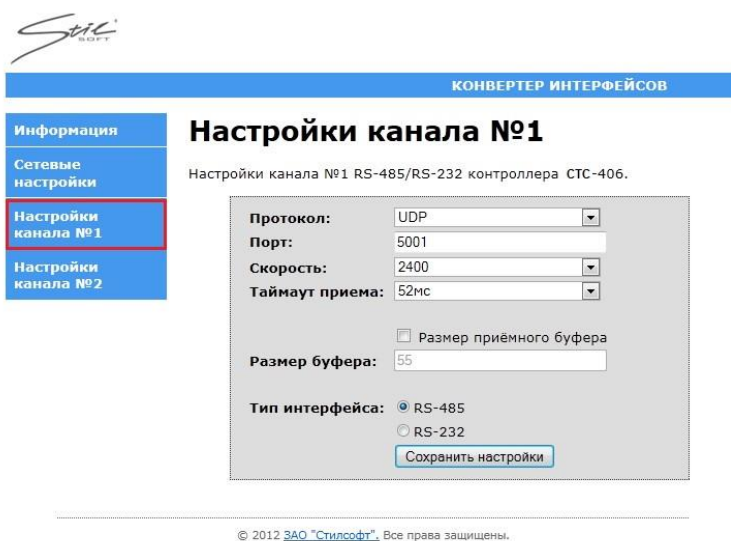 Stil
SOFT
КОНВЕРТЕР ИНТЕРФЕЙСОВ
Информация
Сетевые
настройки
Настройки
канала №1
Настройки
канала №2
Настройки канала №1
Настройки канала №1 RS-485/RS-232 контроллера СТС-406.
Протокол: UDP
Порт: 5001
Скорость: 2400
Таймаут приема: 52мс
Размер приёмного буфера
Размер буфера: 55
Тип интерфейса: RS-485
RS-232
Сохранить настройки
© 2012 ЗАО "Стилсофт". Все права защищены.